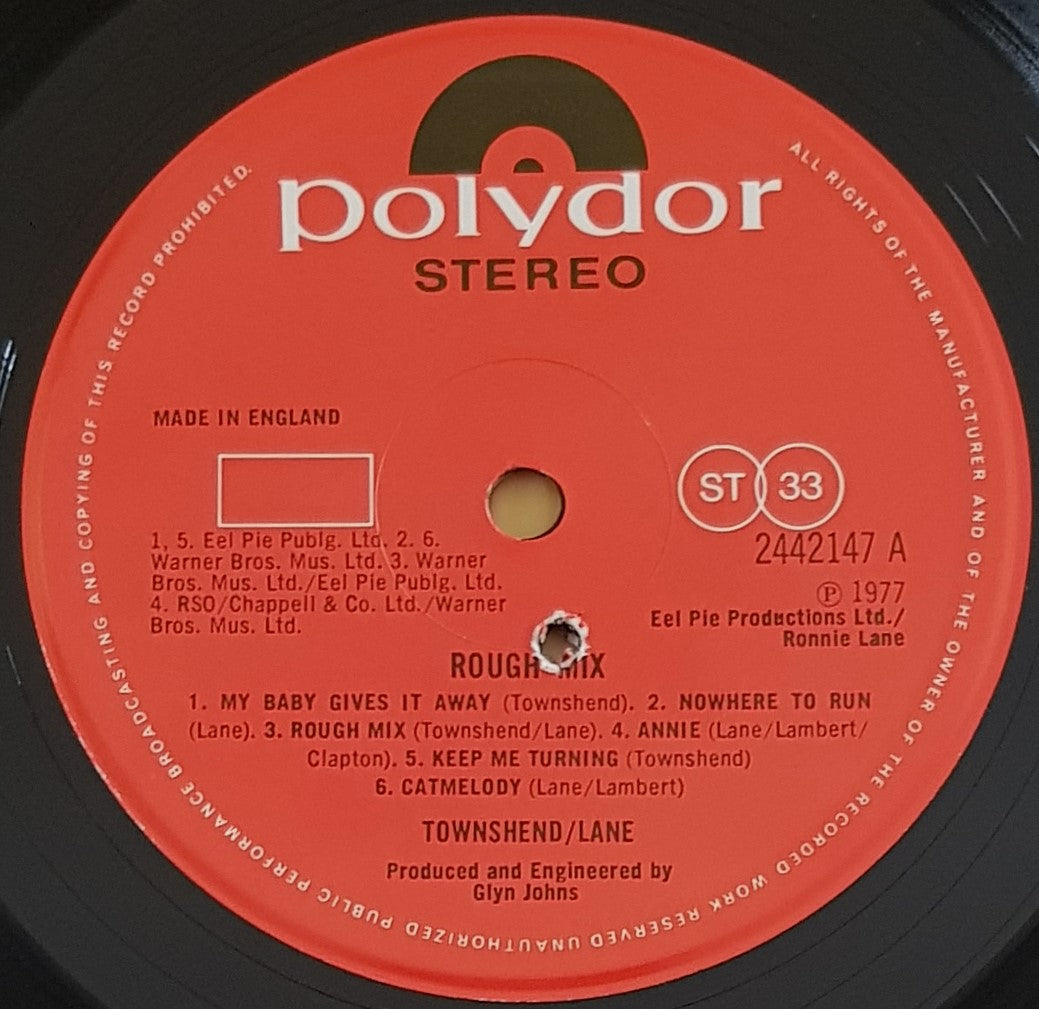 polydor
STEREO
MADE IN ENGLAND
ST 33
1, 5. Eel Pie Publg. Ltd. 2. 6.
Warner Bros. Mus. Ltd. 3. Warner
Bros. Mus. Ltd./Eel Pie Publg. Ltd.
4. RSO/Chappell & Co. Ltd./Warner
Bros. Mus. Ltd.
2442147 A
℗ 1977
Eel Pie Productions Ltd./
Ronnie Lane
ROUGH MIX
1. MY BABY GIVES IT AWAY (Townshend). 2. NOWHERE TO RUN
(Lane). 3. ROUGH MIX (Townshend/Lane). 4. ANNIE (Lane/Lambert/
Clapton). 5. KEEP ME TURNING (Townshend)
6. CATMELODY (Lane/Lambert)
TOWNSHEND/LANE
Produced and Engineered by
Glyn Johns
ALL RIGHTS OF THE MANUFACTURER AND OF THE OWNER OF THE RECORDED WORK RESERVED UNAUTHORIZED PUBLIC PERFORMANCE BROADCASTING AND COPYING OF THIS RECORD PROHIBITED.